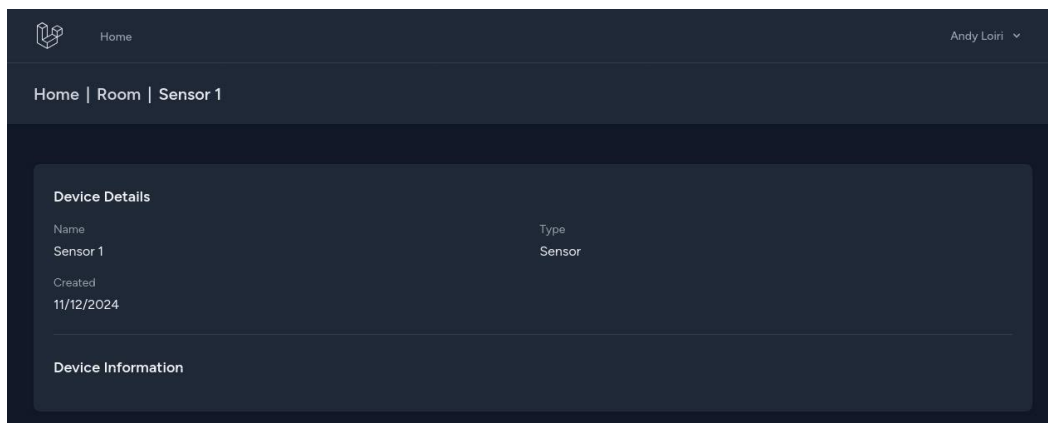 Home Andy Loiri
Home | Room | Sensor 1
Device Details
Name Type
Sensor 1 Sensor
Created
11/12/2024
Device Information